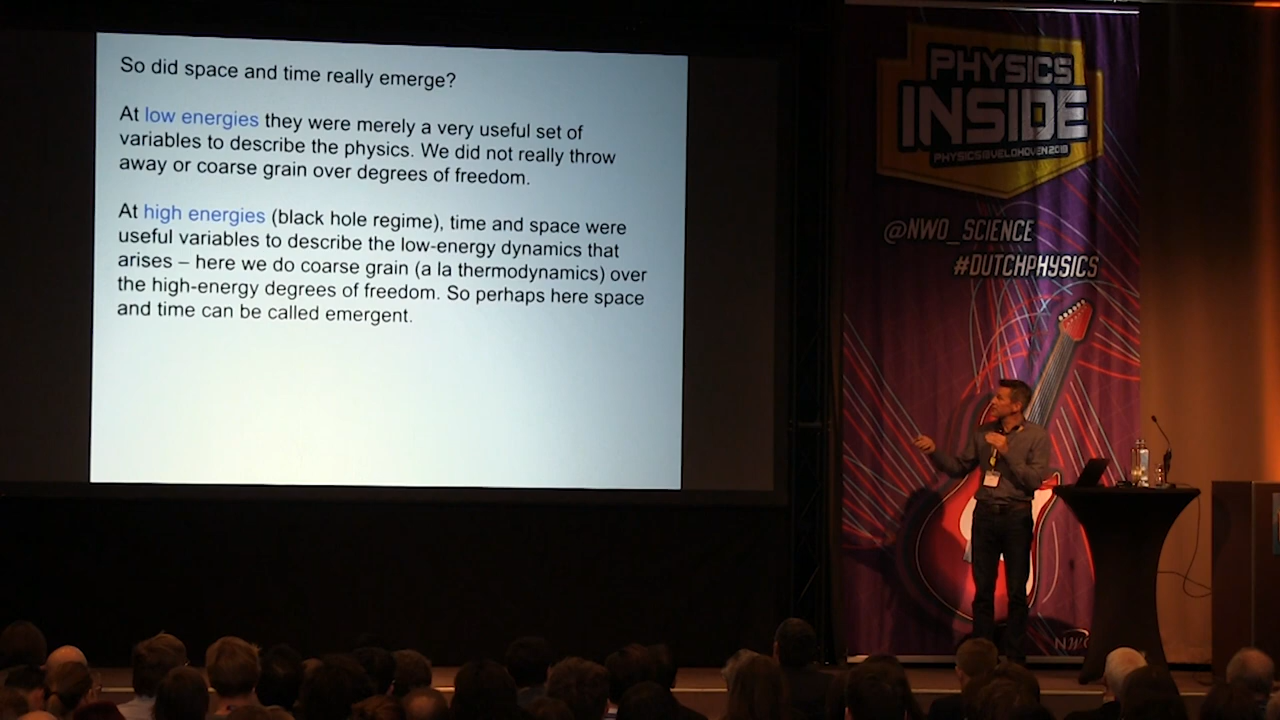 So did space and time really emerge?
At low energies they were merely a very useful set of
variables to describe the physics. We did not really throw
away or coarse grain over degrees of freedom.
At high energies (black hole regime), time and space were
useful variables to describe the low-energy dynamics that
arises – here we do coarse grain (a la thermodynamics) over
the high-energy degrees of freedom. So perhaps here space
and time can be called emergent.
PHYSICS
INSIDE
PHYSICS@VELDHOVEN 2019
@NWO_SCIENCE
#DUTCHPHYSICS
NWO